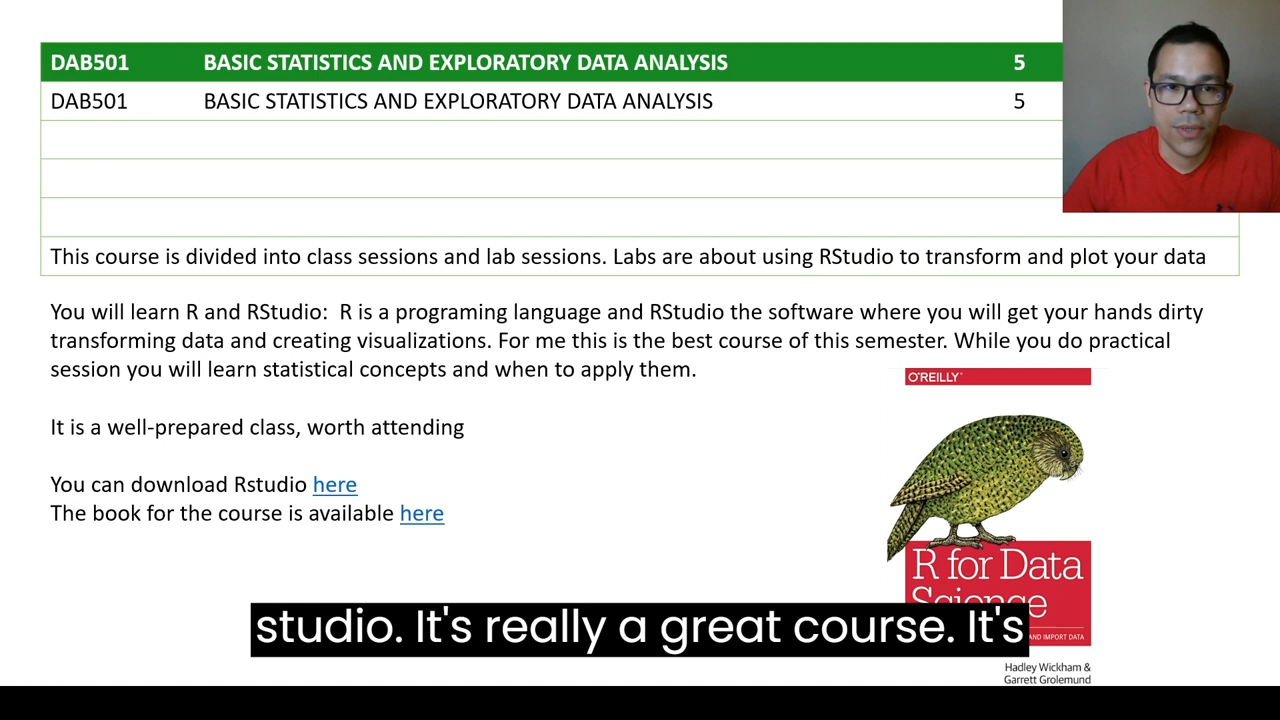 DAB501 BASIC STATISTICS AND EXPLORATORY DATA ANALYSIS 5
DAB501 BASIC STATISTICS AND EXPLORATORY DATA ANALYSIS 5
This course is divided into class sessions and lab sessions. Labs are about using RStudio to transform and plot your data
You will learn R and RStudio: R is a programing language and RStudio the software where you will get your hands dirty
transforming data and creating visualizations. For me this is the best course of this semester. While you do practical
session you will learn statistical concepts and when to apply them.
It is a well-prepared class, worth attending
You can download Rstudio here
The book for the course is available here
O'REILLY
R for Data
Science
AND IMPORT DATA
Hadley Wickham &
Garrett Grolemund
studio. It's really a great course. It's